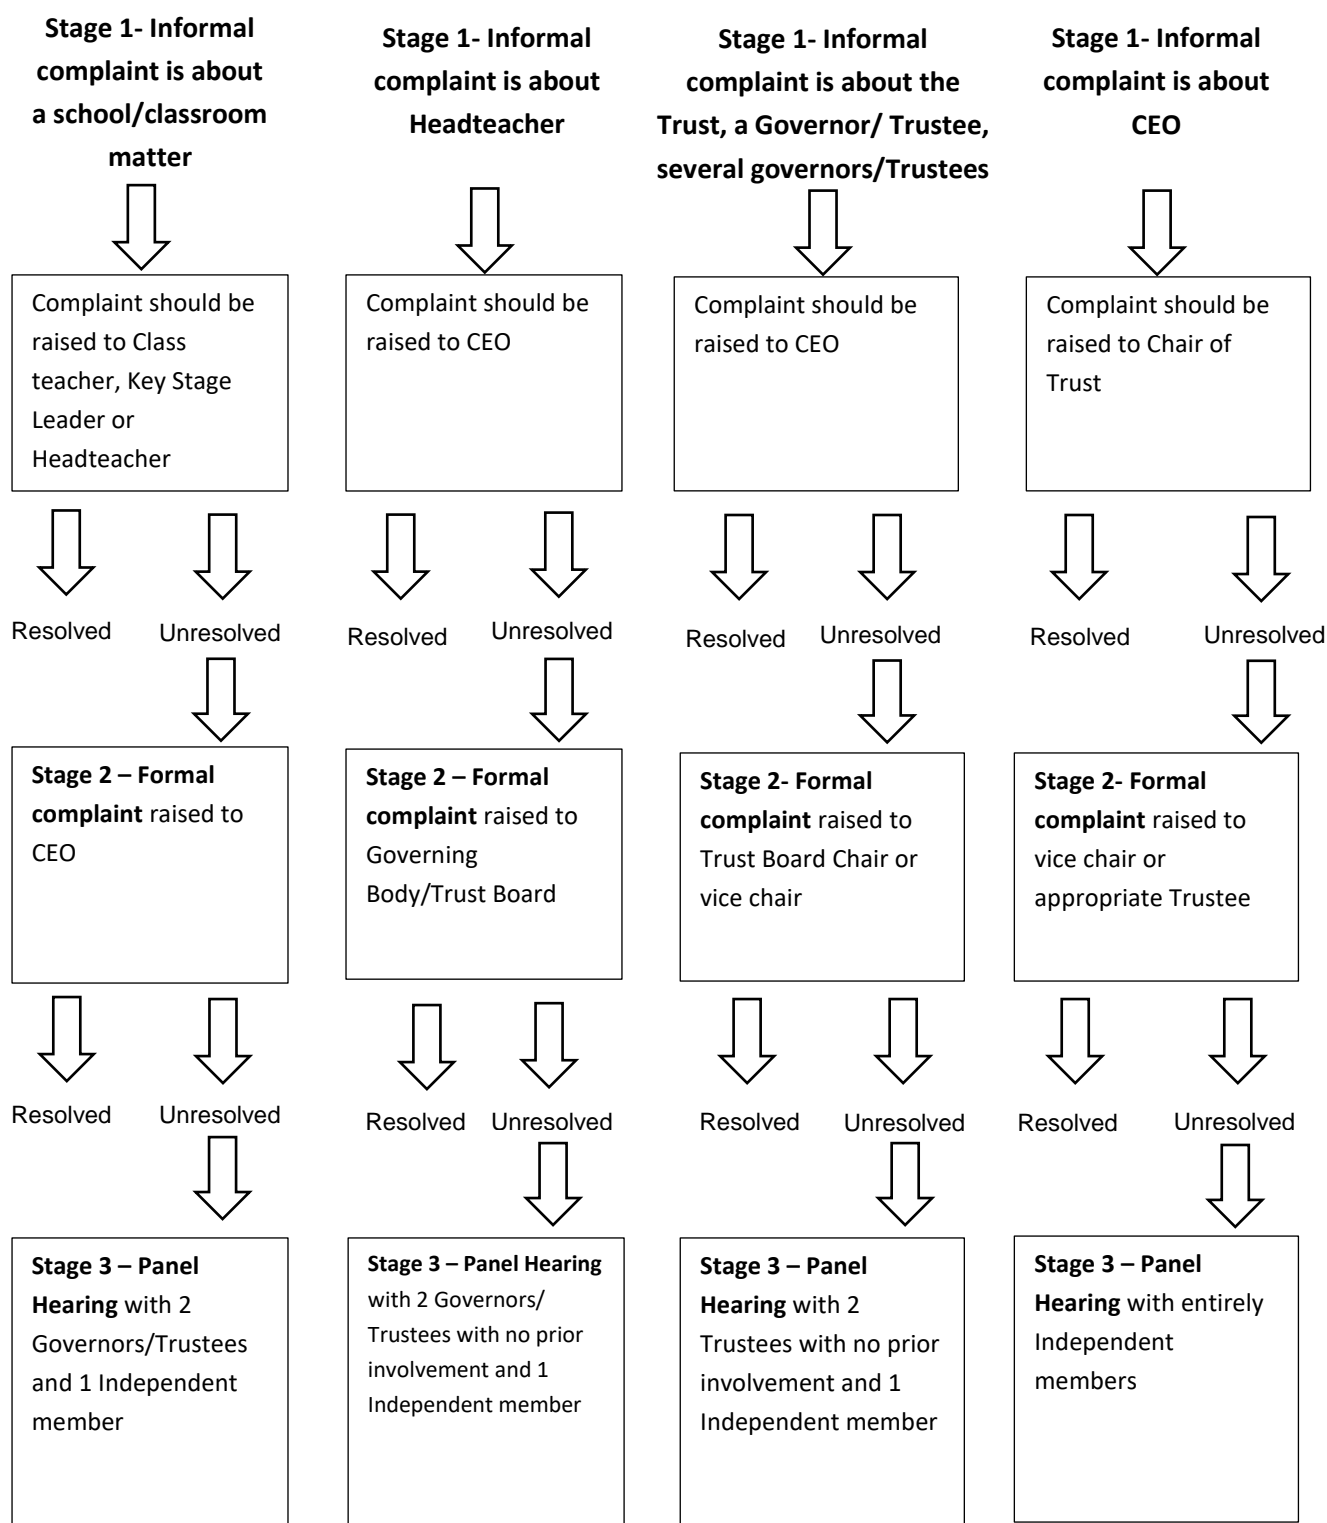 Stage 1- Informal
complaint is about
a school/classroom
matter
Stage 1- Informal
complaint is about
Headteacher
Stage 1- Informal
complaint is about the
Trust, a Governor/ Trustee,
several governors/Trustees
Stage 1- Informal
complaint is about
CEO
Complaint should be
raised to Class
teacher, Key Stage
Leader or
Headteacher
Complaint should be
raised to CEO
Complaint should be
raised to CEO
Complaint should be
raised to Chair of
Trust
Resolved
Unresolved
Resolved
Unresolved
Resolved
Unresolved
Resolved
Unresolved
Stage 2 – Formal
complaint raised to
CEO
Stage 2 – Formal
complaint raised to
Governing
Body/Trust Board
Stage 2- Formal
complaint raised to
Trust Board Chair or
vice chair
Stage 2- Formal
complaint raised to
vice chair or
appropriate Trustee
Resolved
Unresolved
Resolved
Unresolved
Resolved
Unresolved
Resolved
Unresolved
Stage 3 – Panel
Hearing with 2
Governors/Trustees
and 1 Independent
member
Stage 3 – Panel Hearing
with 2 Governors/
Trustees with no prior
involvement and 1
Independent member
Stage 3 – Panel
Hearing with 2
Trustees with no prior
involvement and 1
Independent member
Stage 3 – Panel
Hearing with entirely
Independent
members